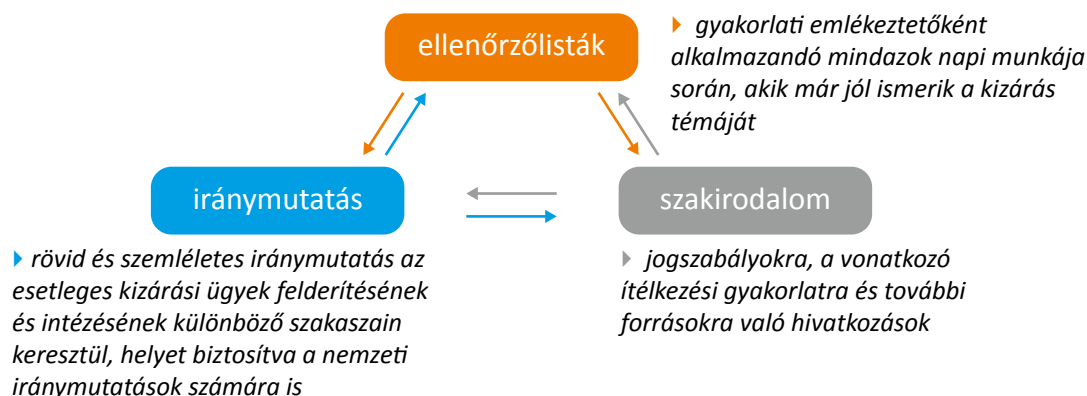 ellenőrzőlisták
gyakorlati emlékeztetőként
alkalmazandó mindazok napi munkája
során, akik már jól ismerik a kizárás
témáját
iránymutatás
szakirodalom
rövid és szemléletes iránymutatás az
esetleges kizárási ügyek felderítésének
és intézésének különböző szakaszain
keresztül, helyet biztosítva a nemzeti
iránymutatások számára is
jogszabályokra, a vonatkozó
ítélkezési gyakorlatra és további
forrásokra való hivatkozások